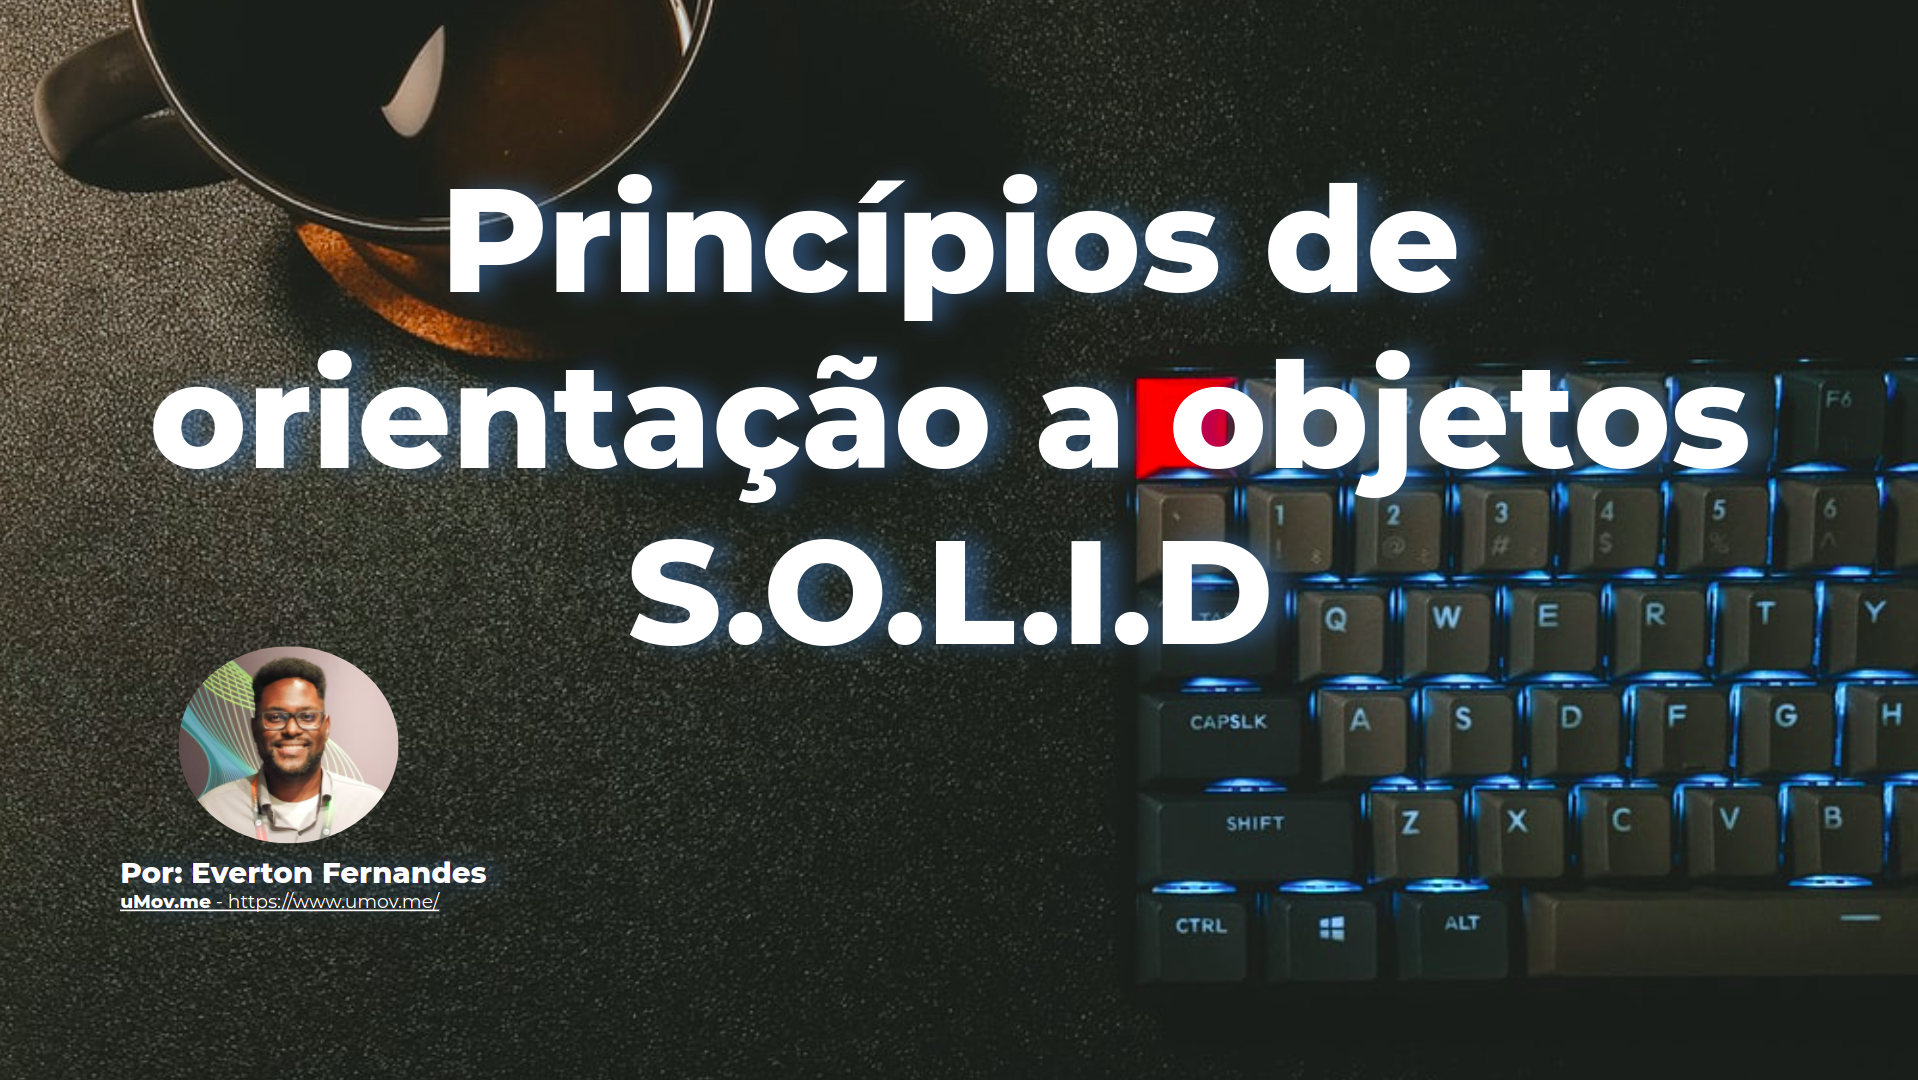 Princípios de
orientação a objetos
S.O.L.I.D
Por: Everton Fernandes
uMov.me - https://www.umov.me/
F6
1 2 3 4 5 6
! @ # $ % ^
Q W E R T Y
CAPSLK A S D F G H
SHIFT Z X C V B
CTRL ALT